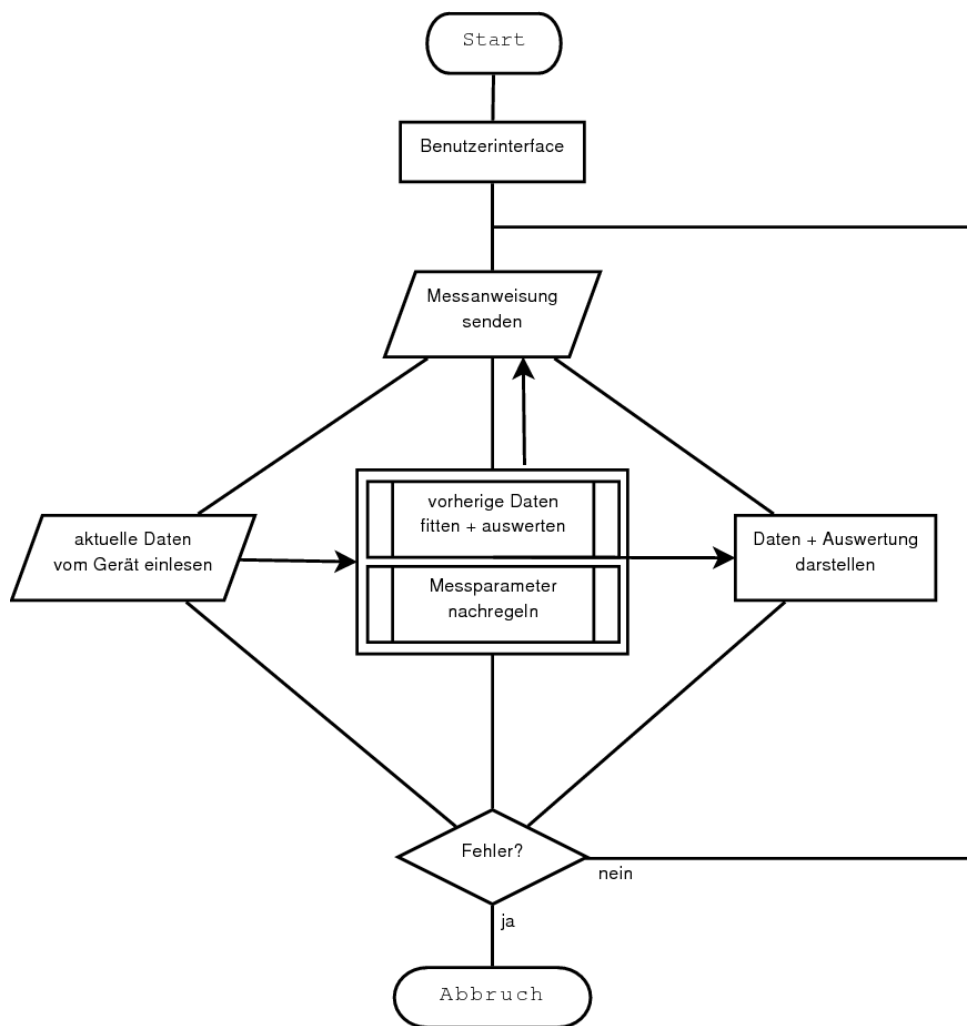 Start
Benutzerinterface
Messanweisung
senden
aktuelle Daten
vom Gerät einlesen
vorherige Daten
fitten + auswerten
Messparameter
nachregeln
Daten + Auswertung
darstellen
Fehler?
nein
ja
Abbruch